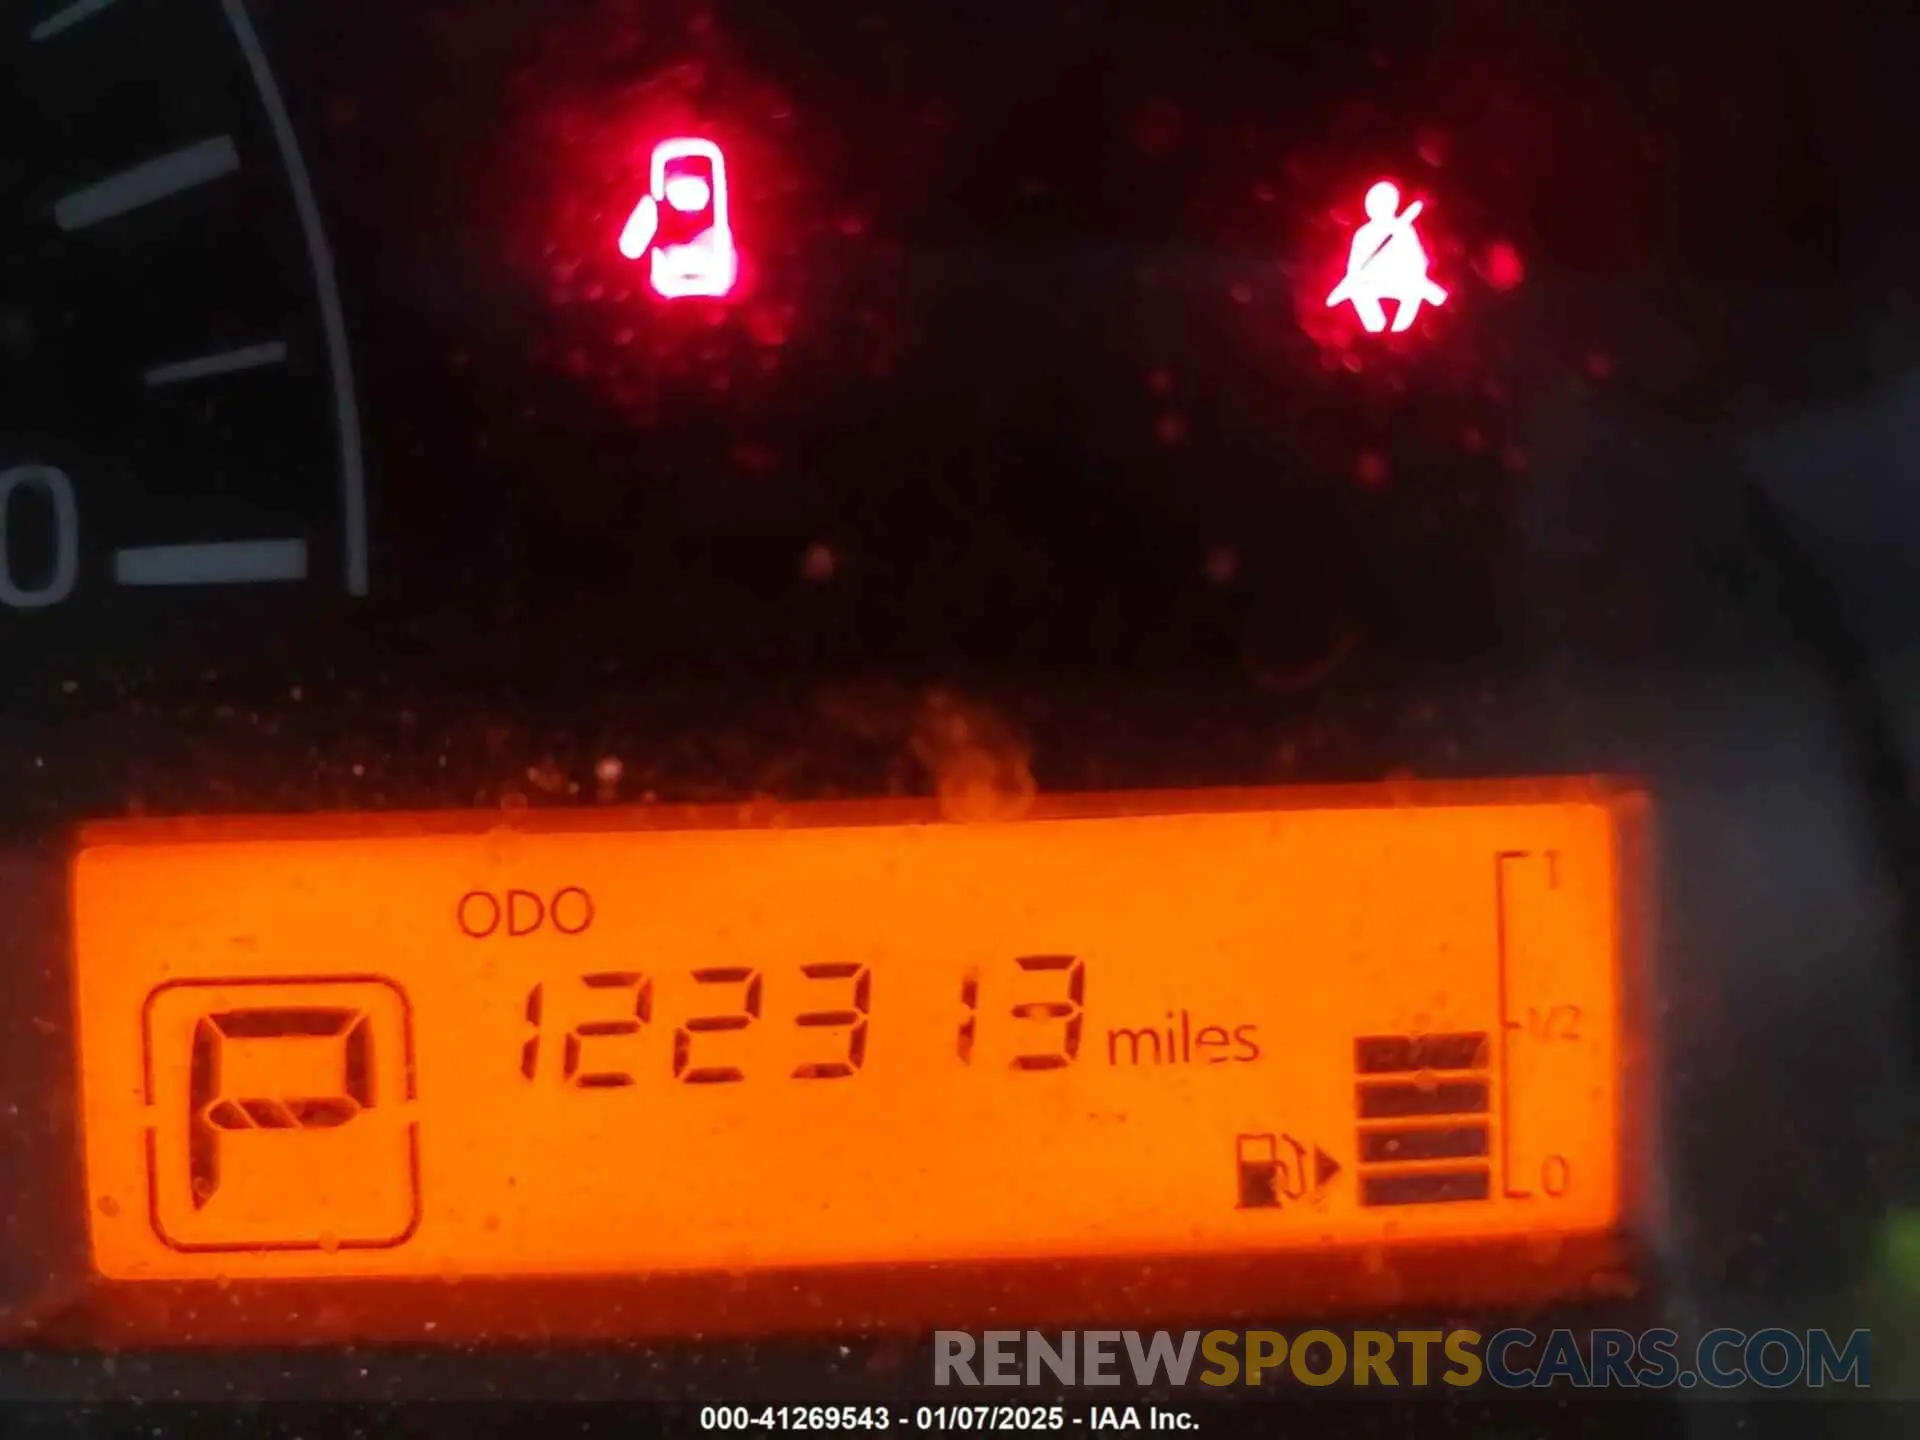 0
ODO
P
122313 miles
1
1/2
0
RENEWSPORTSCARS.COM
000-41269543 - 01/07/2025 - IAA Inc.